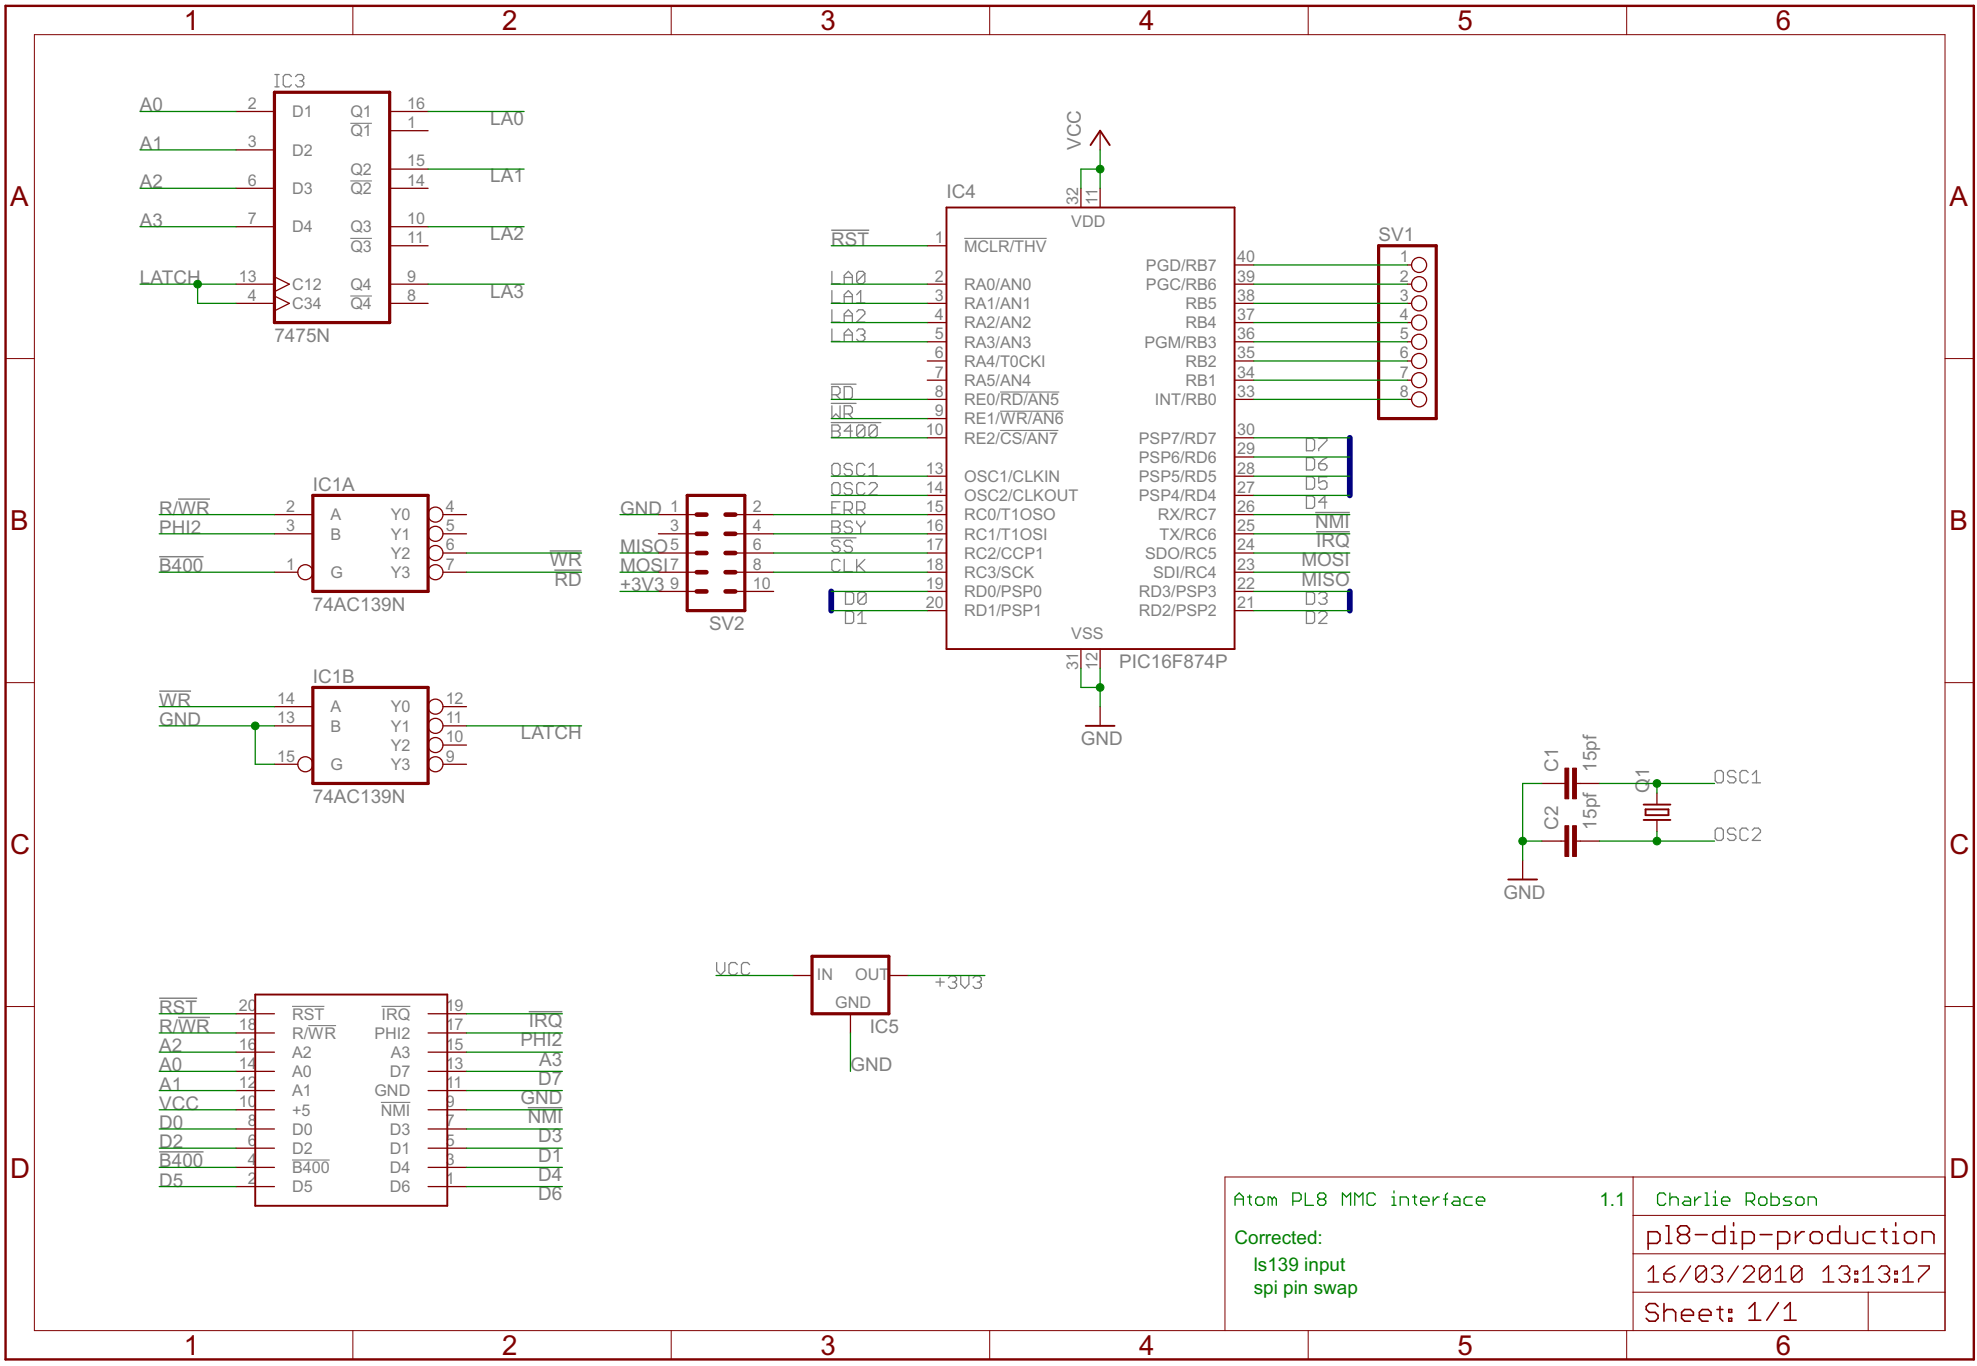 1 2 3 4 5 6
A A
B B
C C
D D
IC3
A0 2 D1 Q1 16 LA0
Q1 1
A1 3 D2
Q2 15 LA1
A2 6 D3 Q2 14
A3 7 D4 Q3 10 LA2
Q3 11
LATCH 13 C12 Q4 9 LA3
4 C34 Q4 8
7475N
IC1A
R/WR 2 A Y0 4
PHI2 3 B Y1 5
Y2 6 WR
B400 1 G Y3 7 RD
74AC139N
IC1B
WR 14 A Y0 12
GND 13 B Y1 11 LATCH
Y2 10
15 G Y3 9
74AC139N
RST 20 RST IRQ 19 IRQ
R/WR 18 R/WR PHI2 17 PHI2
A2 16 A2 A3 15 A3
A0 14 A0 D7 13 D7
A1 12 A1 GND 11 GND
VCC 10 +5 NMI 9 NMI
D0 8 D0 D3 7 D3
D2 6 D2 D1 5 D1
B400 4 B400 D4 3 D4
D5 2 D5 D6 1 D6
GND 1 2
3 4
MISO 5 6
MOSI 7 8
+3V3 9 10
SV2
VCC
32 11
IC4
VDD
RST 1 MCLR/THV
LA0 2 RA0/AN0
LA1 3 RA1/AN1
LA2 4 RA2/AN2
LA3 5 RA3/AN3
6 RA4/T0CKI
7 RA5/AN4
RD 8 RE0/RD/AN5
WR 9 RE1/WR/AN6
B400 10 RE2/CS/AN7
OSC1 13 OSC1/CLKIN
OSC2 14 OSC2/CLKOUT
ERR 15 RC0/T1OSO
BSY 16 RC1/T1OSI
SS 17 RC2/CCP1
CLK 18 RC3/SCK
D0 19 RD0/PSP0
D1 20 RD1/PSP1
PGD/RB7 40
PGC/RB6 39
RB5 38
RB4 37
PGM/RB3 36
RB2 35
RB1 34
INT/RB0 33
PSP7/RD7 30 D7
PSP6/RD6 29 D6
PSP5/RD5 28 D5
PSP4/RD4 27 D4
RX/RC7 26 NMI
TX/RC6 25 IRQ
SDO/RC5 24 MOSI
SDI/RC4 23 MISO
RD3/PSP3 22 D3
RD2/PSP2 21 D2
VSS
31 12
PIC16F874P
GND
SV1
1
2
3
4
5
6
7
8
C1 15pf Q1 OSC1
C2 15pf OSC2
GND
VCC IN OUT +3V3
GND
IC5
GND
Atom PL8 MMC interface 1.1
Corrected:
ls139 input
spi pin swap
Charlie Robson
pl8-dip-production
16/03/2010 13:13:17
Sheet: 1/1
1 2 3 4 5 6